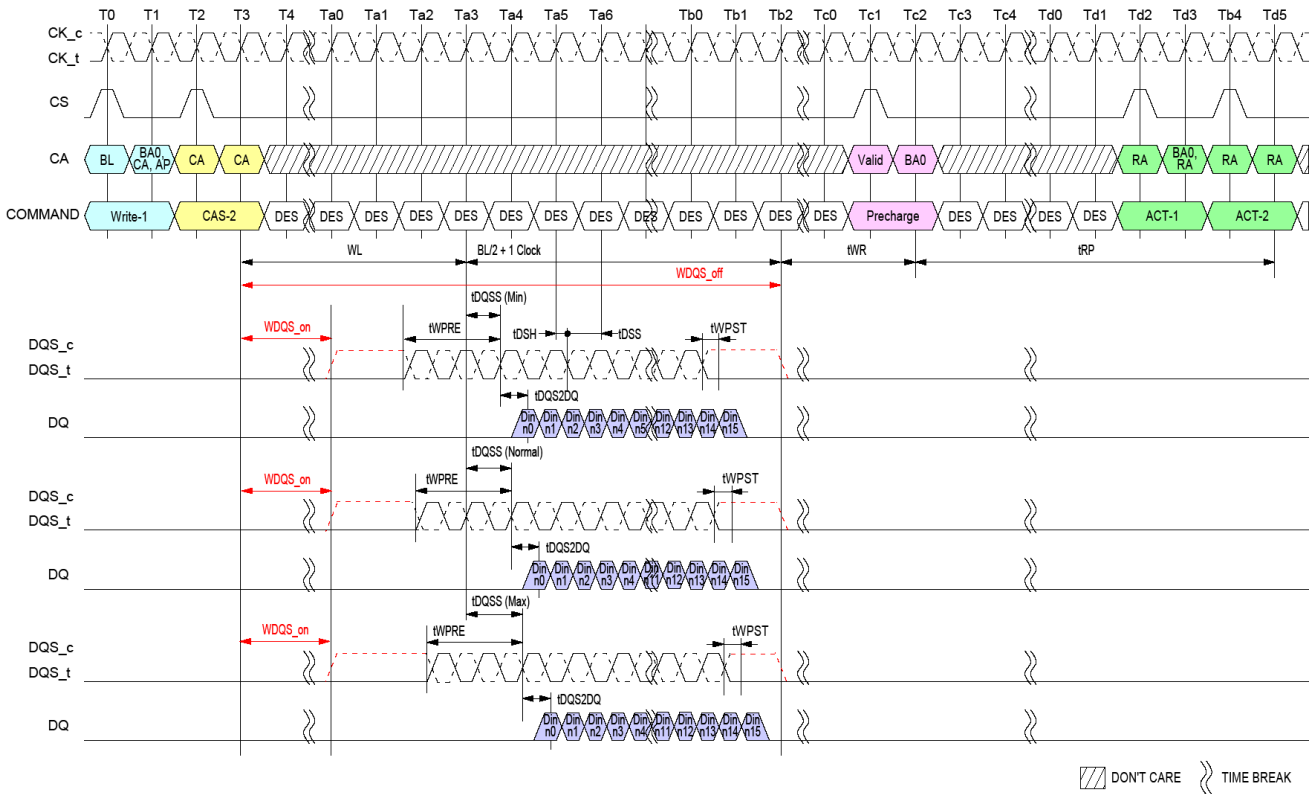 T0 T1 T2 T3 T4 Ta0 Ta1 Ta2 Ta3 Ta4 Ta5 Ta6 Tb0 Tb1 Tb2 Tc0 Tc1 Tc2 Tc3 Tc4 Td0 Td1 Td2 Td3 Tb4 Td5
CK_c
CK_t
CS
CA BL BA0, CA, AP CA CA Valid BA0 RA BA0, RA RA RA
COMMAND Write-1 CAS-2 DES DES DES DES DES DES DES DES DES DES DES DES DES Precharge DES DES DES DES ACT-1 ACT-2
WL BL/2 + 1 Clock tWR tRP
WDQS_off
tDQSS (Min)
WDQS_on tWPRE tDSH tDSS tWPST
DQS_c
DQS_t
tDQS2DQ
DQ Din n0 Din n1 Din n2 Din n3 Din n4 Din n5 Din n12 Din n13 Din n14 Din n15
tDQSS (Normal)
WDQS_on tWPRE tWPST
DQS_c
DQS_t
tDQS2DQ
DQ Din n0 Din n1 Din n2 Din n3 Din n4 Din n11 Din n12 Din n13 Din n14 Din n15
tDQSS (Max)
WDQS_on tWPRE tWPST
DQS_c
DQS_t
tDQS2DQ
DQ Din n0 Din n1 Din n2 Din n3 Din n4 Din n11 Din n12 Din n13 Din n14 Din n15
DON'T CARE TIME BREAK